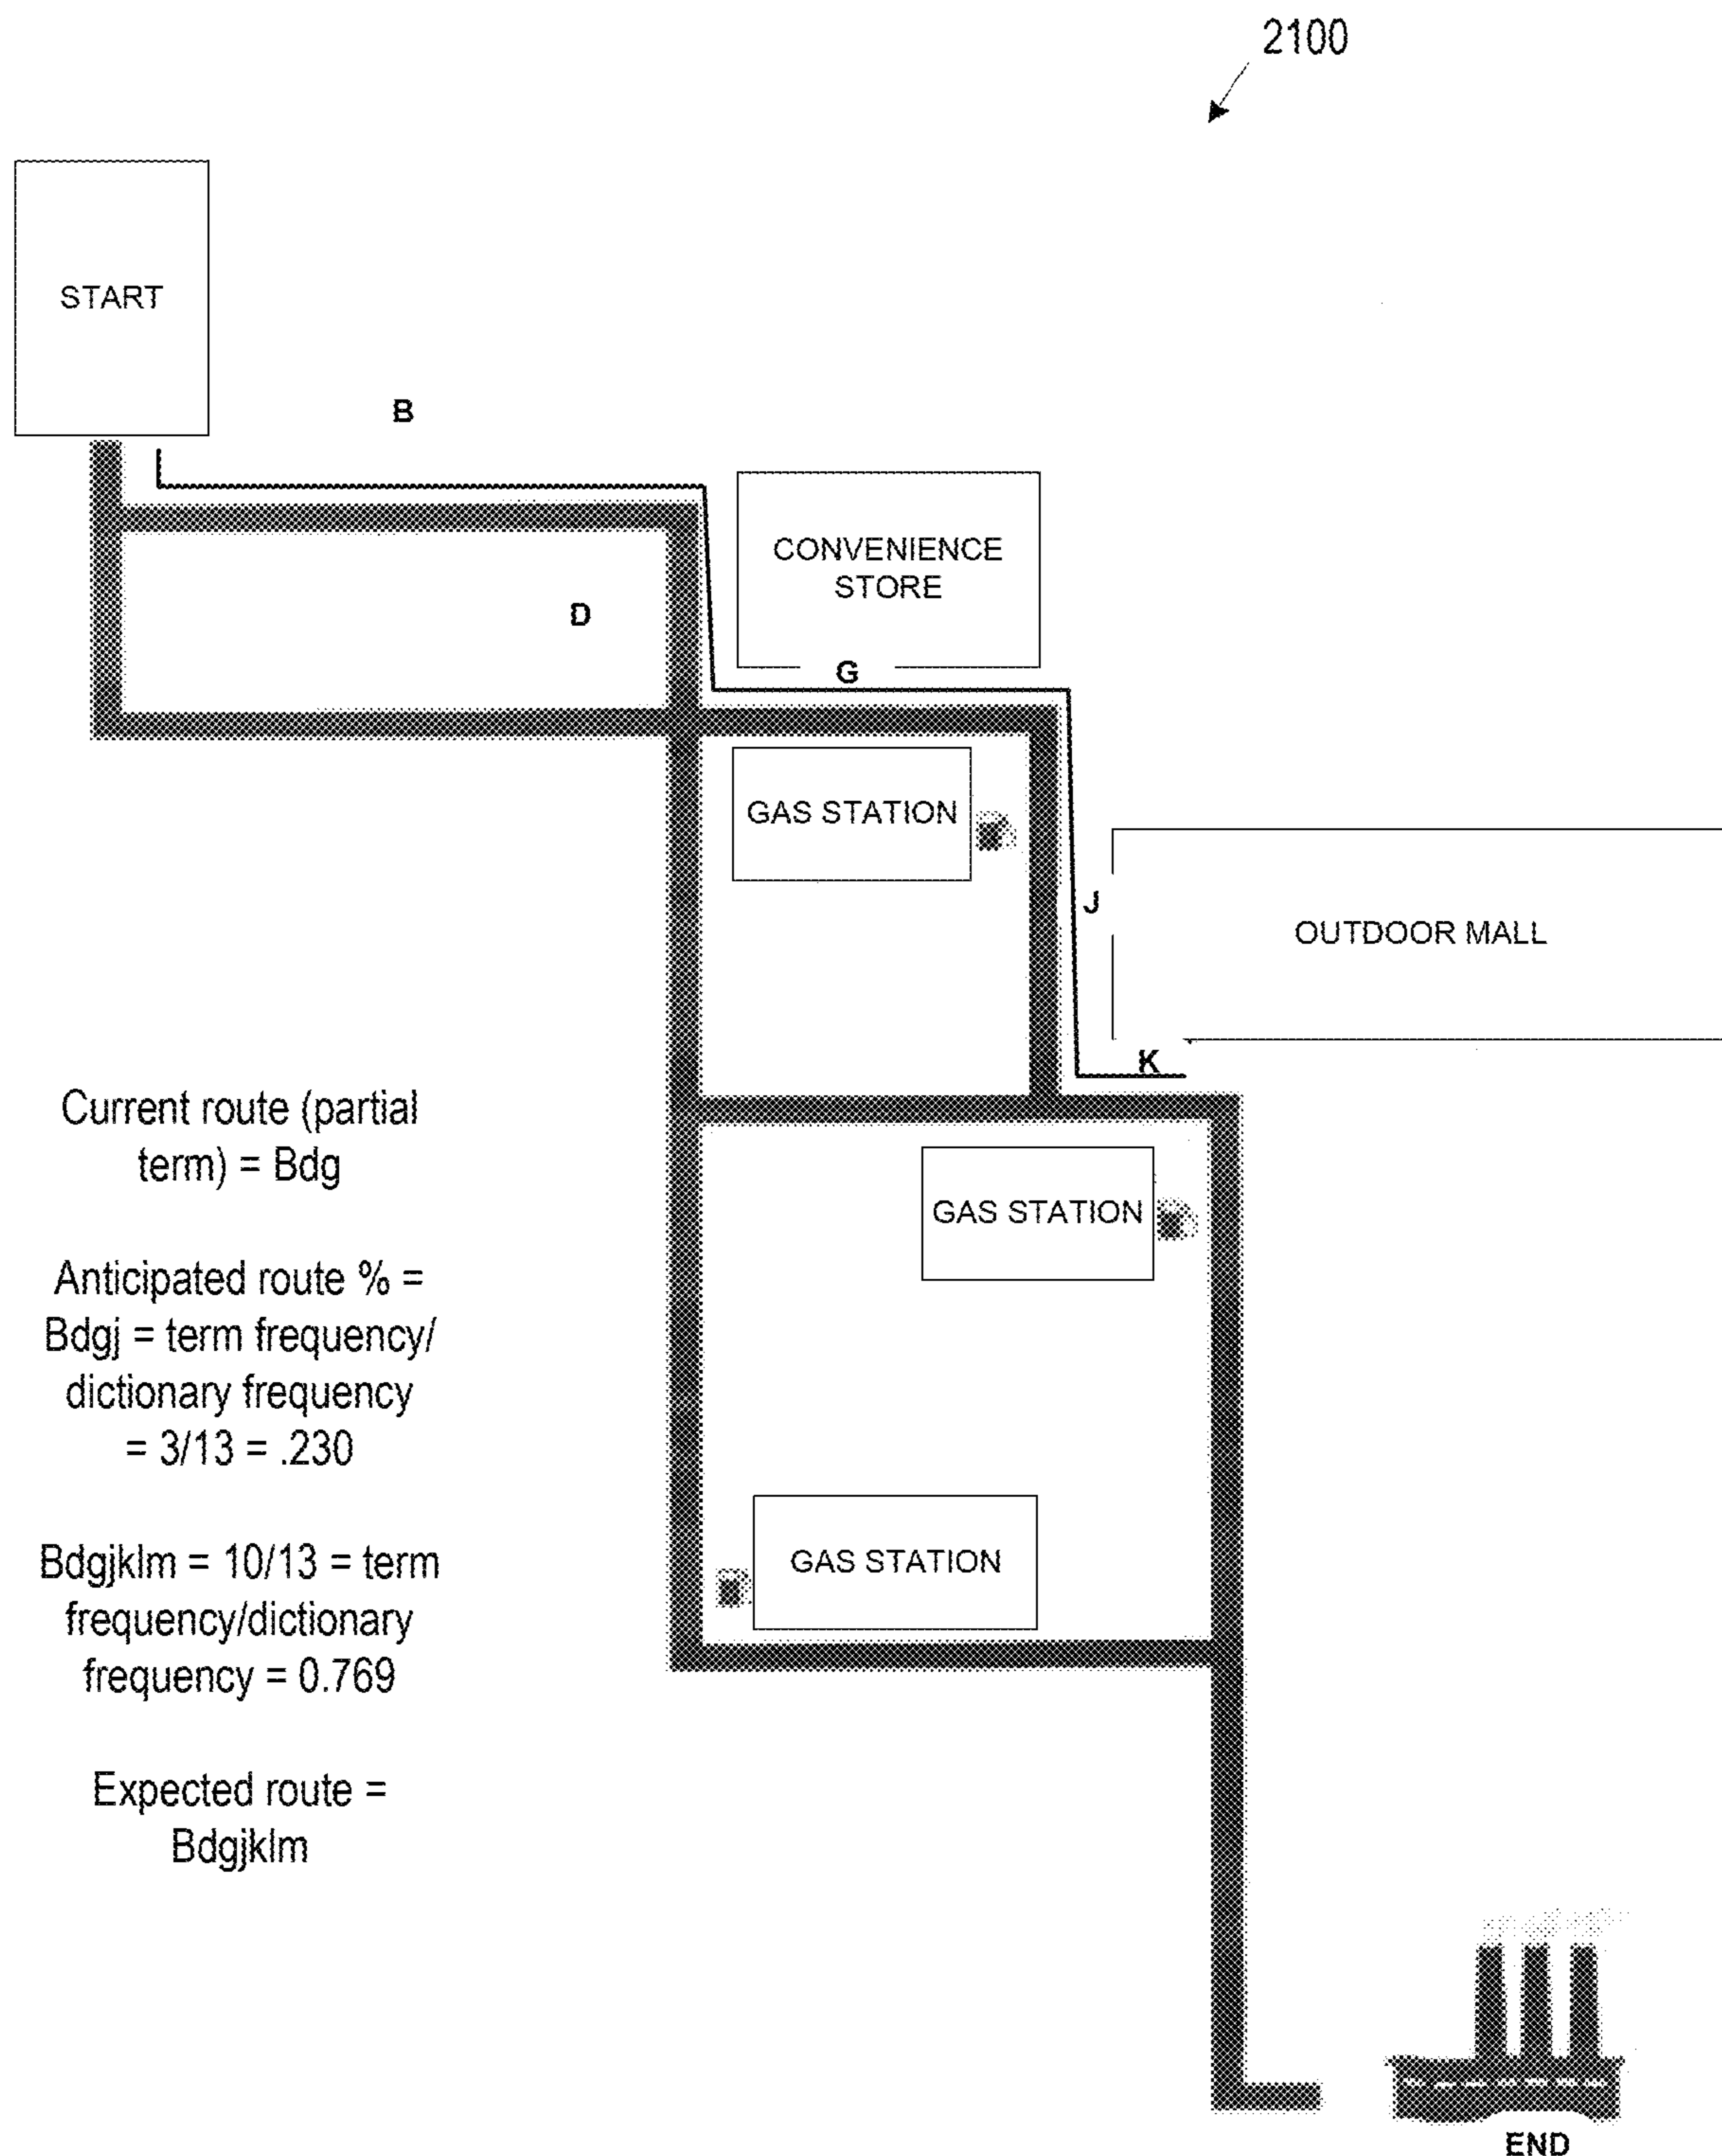 2100
START
B
CONVENIENCE
STORE
D
G
GAS STATION
J
OUTDOOR MALL
K
Current route (partial
term) = Bdg
GAS STATION
Anticipated route % =
Bdgj = term frequency/
dictionary frequency
= 3/13 = .230
GAS STATION
Bdgjklm = 10/13 = term
frequency/dictionary
frequency = 0.769
Expected route =
Bdgjklm
END